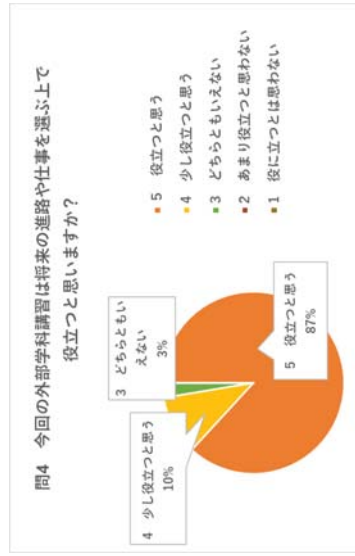 問4 今回の外部学科講習は将来の進路や仕事を選ぶ上で
役立つと思いますか？
3 どちらともい
えない
3%
4 少し役立つと思う
10%
5 役立つと思う
87%
5 役立つと思う
4 少し役立つと思う
3 どちらともいえない
2 あまり役立つと思わない
1 役に立つとは思わない